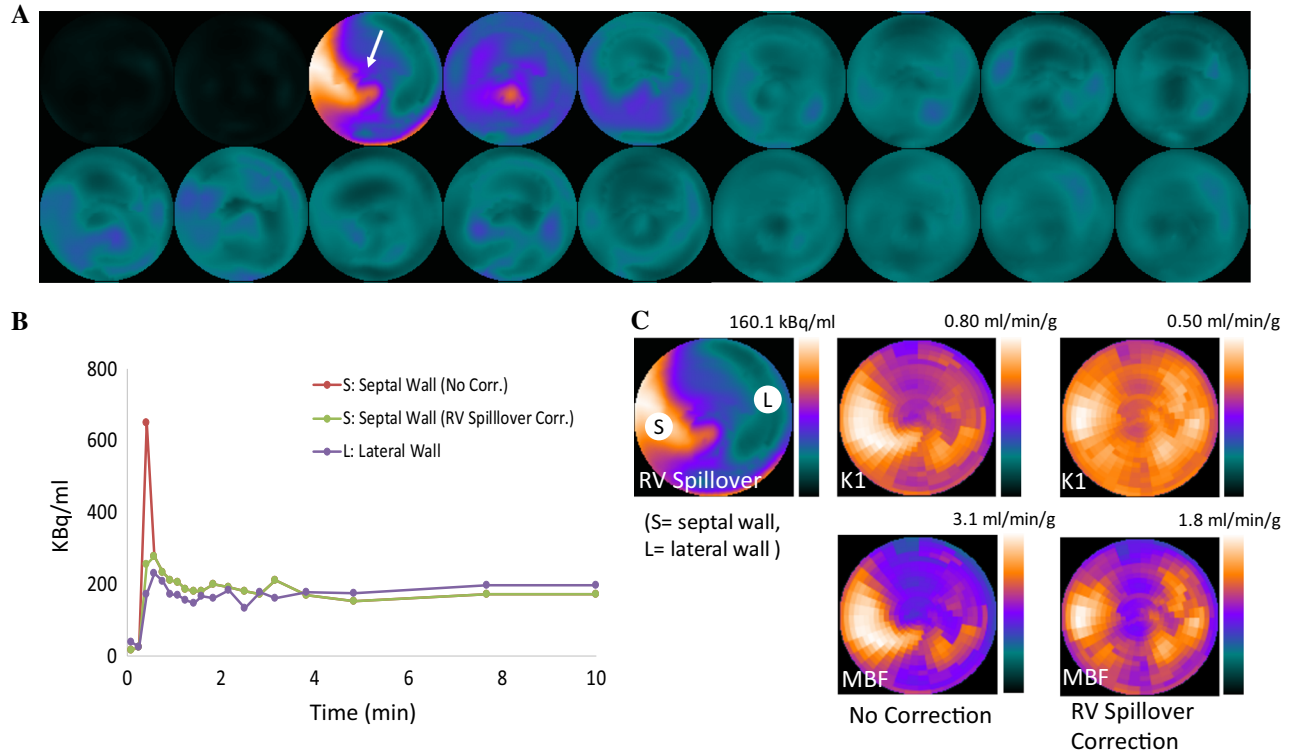 A
B
800
600
400
200
0
KBq/ml
0 2 4 6 8 10
Time (min)
S: Septal Wall (No Corr.)
S: Septal Wall (RV Spilllover Corr.)
L: Lateral Wall
C
160.1 kBq/ml
0.80 ml/min/g
0.50 ml/min/g
S
L
RV Spillover
K1
K1
(S= septal wall,
L= lateral wall )
3.1 ml/min/g
1.8 ml/min/g
MBF
MBF
No Correction
RV Spillover
Correction